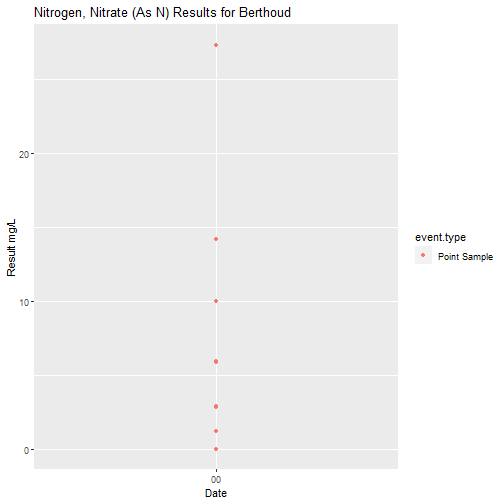 Nitrogen, Nitrate (As N) Results for Berthoud
Result mg/L
20
10
0
00
Date
event.type
Point Sample